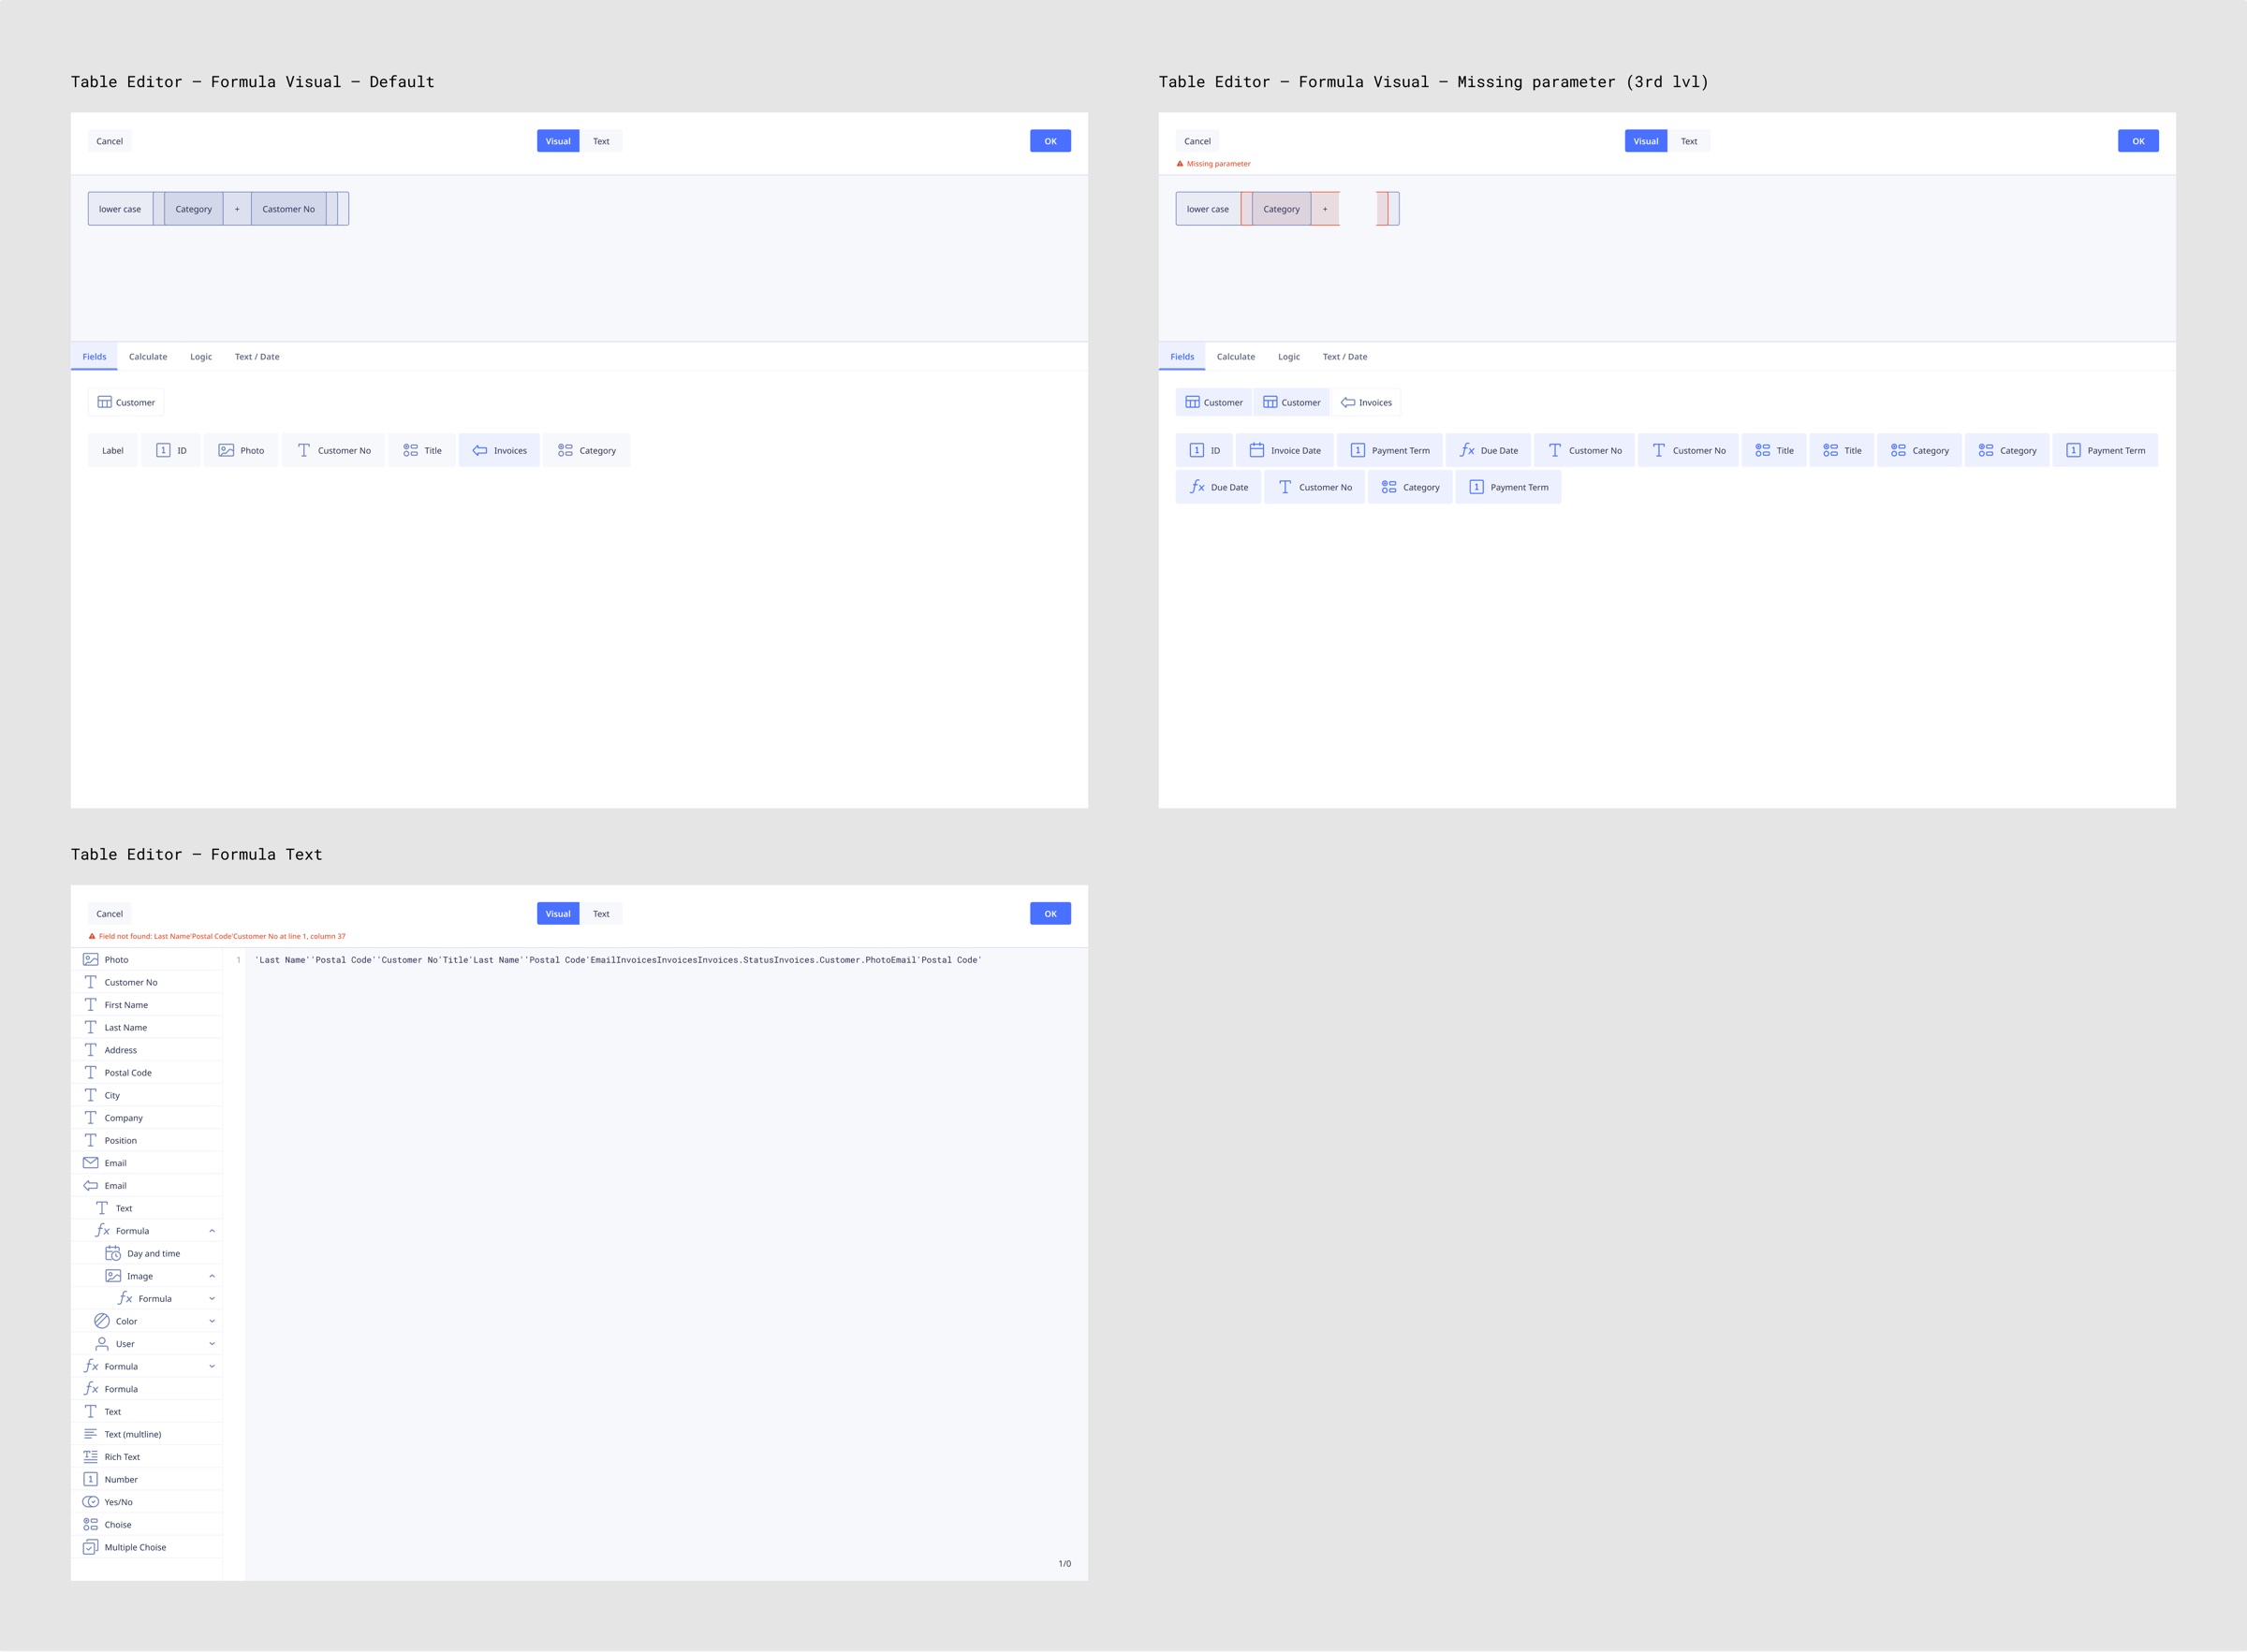 Table Editor — Formula Visual — Default
Cancel
Visual
Text
OK
lower case
Category
+
Castomer No
Fields
Calculate
Logic
Text / Date
Customer
Label
ID
Photo
Customer No
Title
Invoices
Category
Table Editor — Formula Visual — Missing parameter (3rd lvl)
Cancel
Visual
Text
OK
Missing parameter
lower case
Category
+
Fields
Calculate
Logic
Text / Date
Customer
Customer
Invoices
ID
Invoice Date
Payment Term
Due Date
Customer No
Customer No
Title
Title
Category
Category
Payment Term
Due Date
Customer No
Category
Payment Term
Table Editor — Formula Text
Cancel
Visual
Text
OK
Field not found: Last Name'Postal Code'Customer No at line 1, column 37
Photo
Customer No
First Name
Last Name
Address
Postal Code
City
Company
Position
Email
Email
Text
Formula
Day and time
Image
Formula
Color
User
Formula
Formula
Text
Text (multline)
Rich Text
Number
Yes/No
Choise
Multiple Choise
1
'Last Name''Postal Code''Customer No'Title'Last Name''Postal Code'EmailInvoicesInvoicesInvoices.StatusInvoices.Customer.PhotoEmail'Postal Code'
1/0